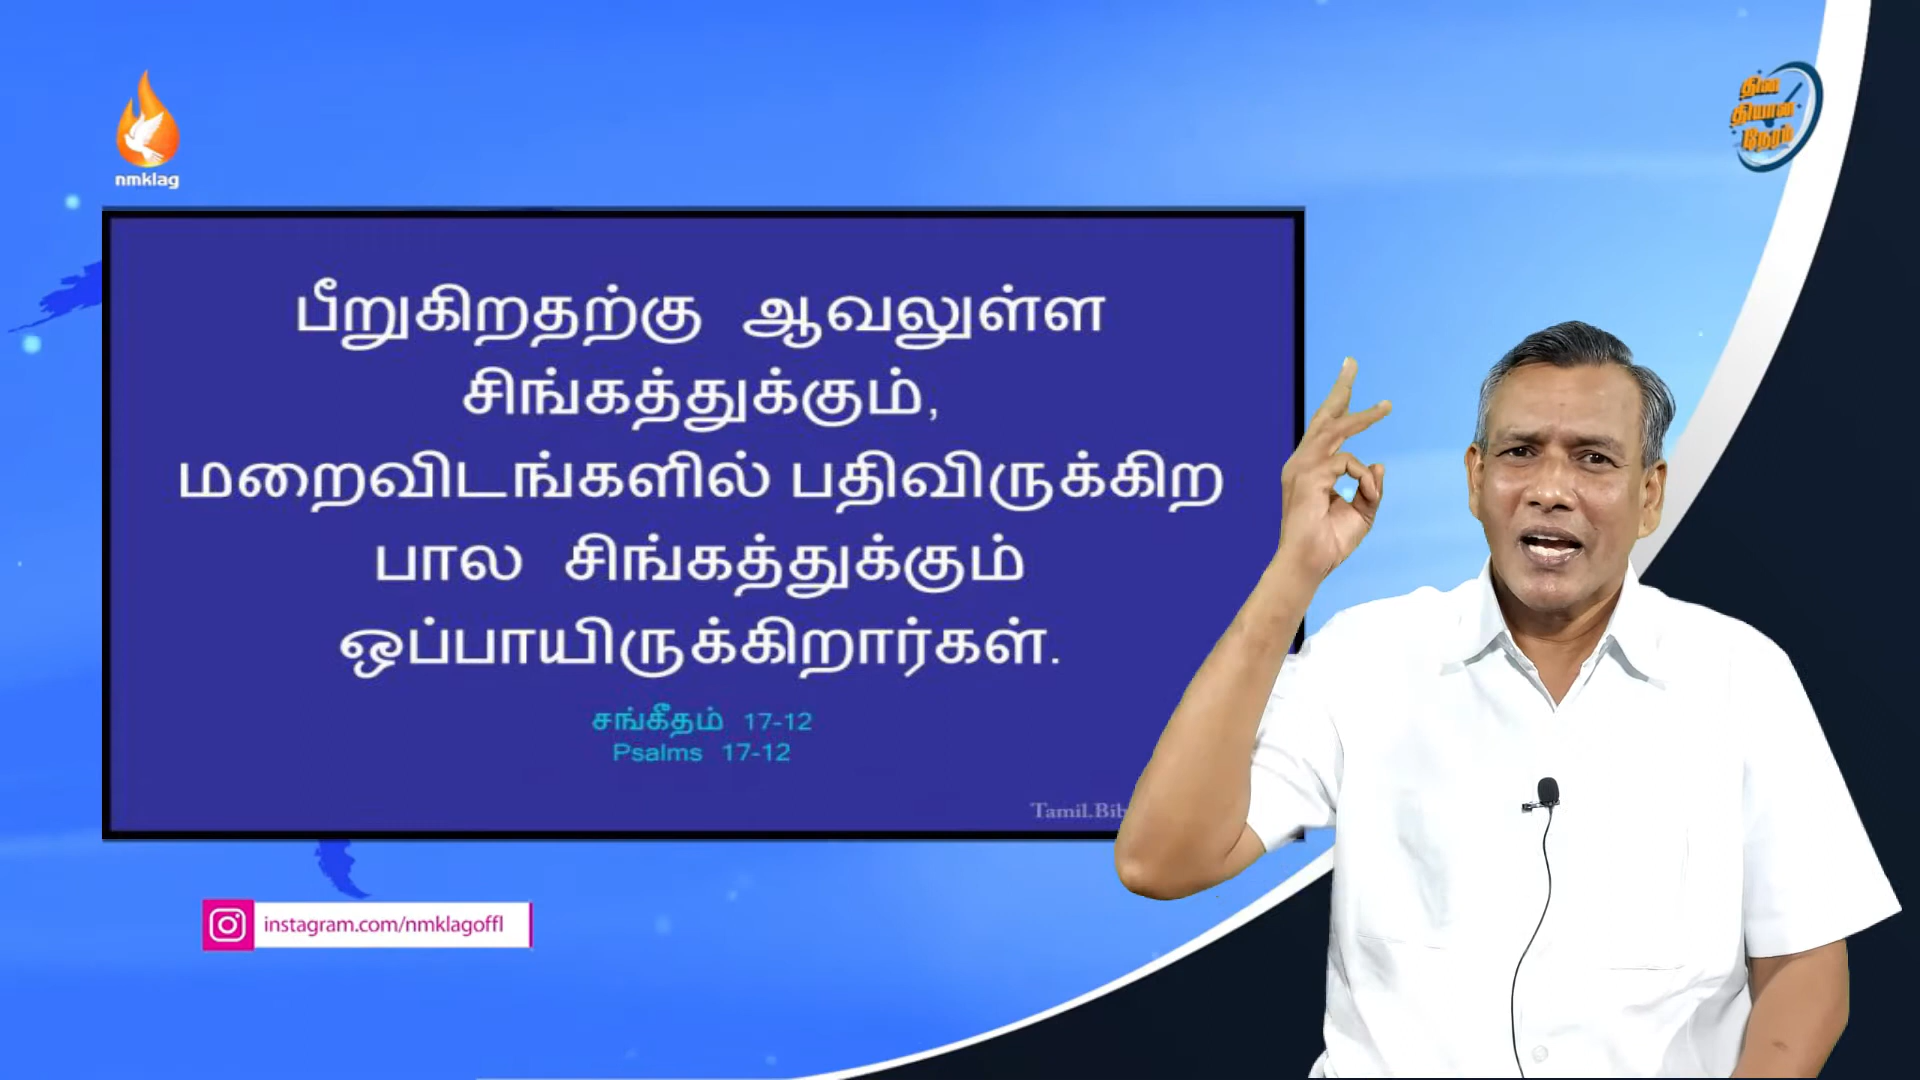 nmklag
தின
தியான
நேரம்
பீறுகிறதற்கு ஆவலுள்ள
சிங்கத்துக்கும்,
மறைவிடங்களில் பதிவிருக்கிற
பால சிங்கத்துக்கும்
ஒப்பாயிருக்கிறார்கள்.
சங்கீதம் 17-12
Psalms 17-12
instagram.com/nmklagoffl